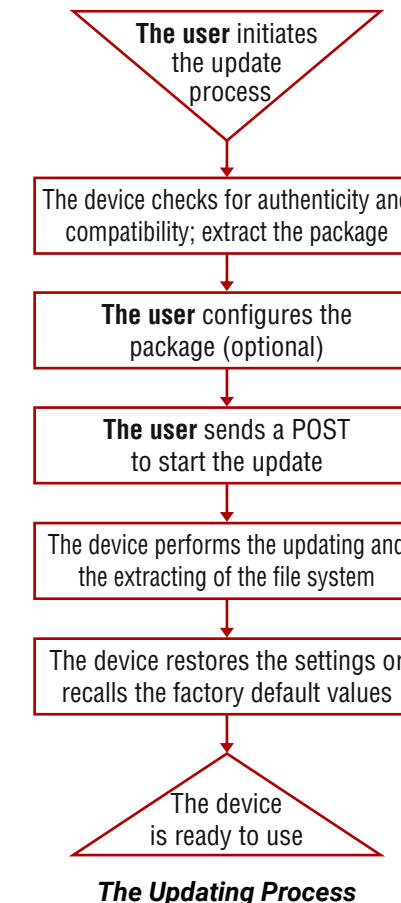 The user initiates
the update
process
The device checks for authenticity and
compatibility; extract the package
The user configures the
package (optional)
The user sends a POST
to start the update
The device performs the updating and
the extracting of the file system
The device restores the settings or
recalls the factory default values
The device
is ready to use
The Updating Process